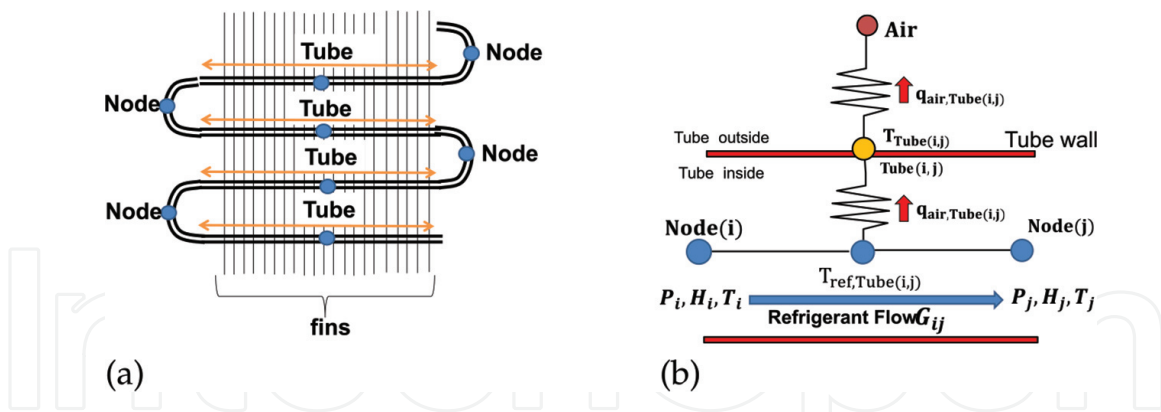 Tube
Node
Node
Tube
Tube
Node
Node
Tube
fins
(a)
Air
q_air,Tube(i,j)
Tube outside
T_Tube(i,j)
Tube wall
Tube inside
Tube(i,j)
q_air,Tube(i,j)
Node(i)
Node(j)
T_ref,Tube(i,j)
P_i, H_i, T_i
P_j, H_j, T_j
Refrigerant Flow G_ij
(b)